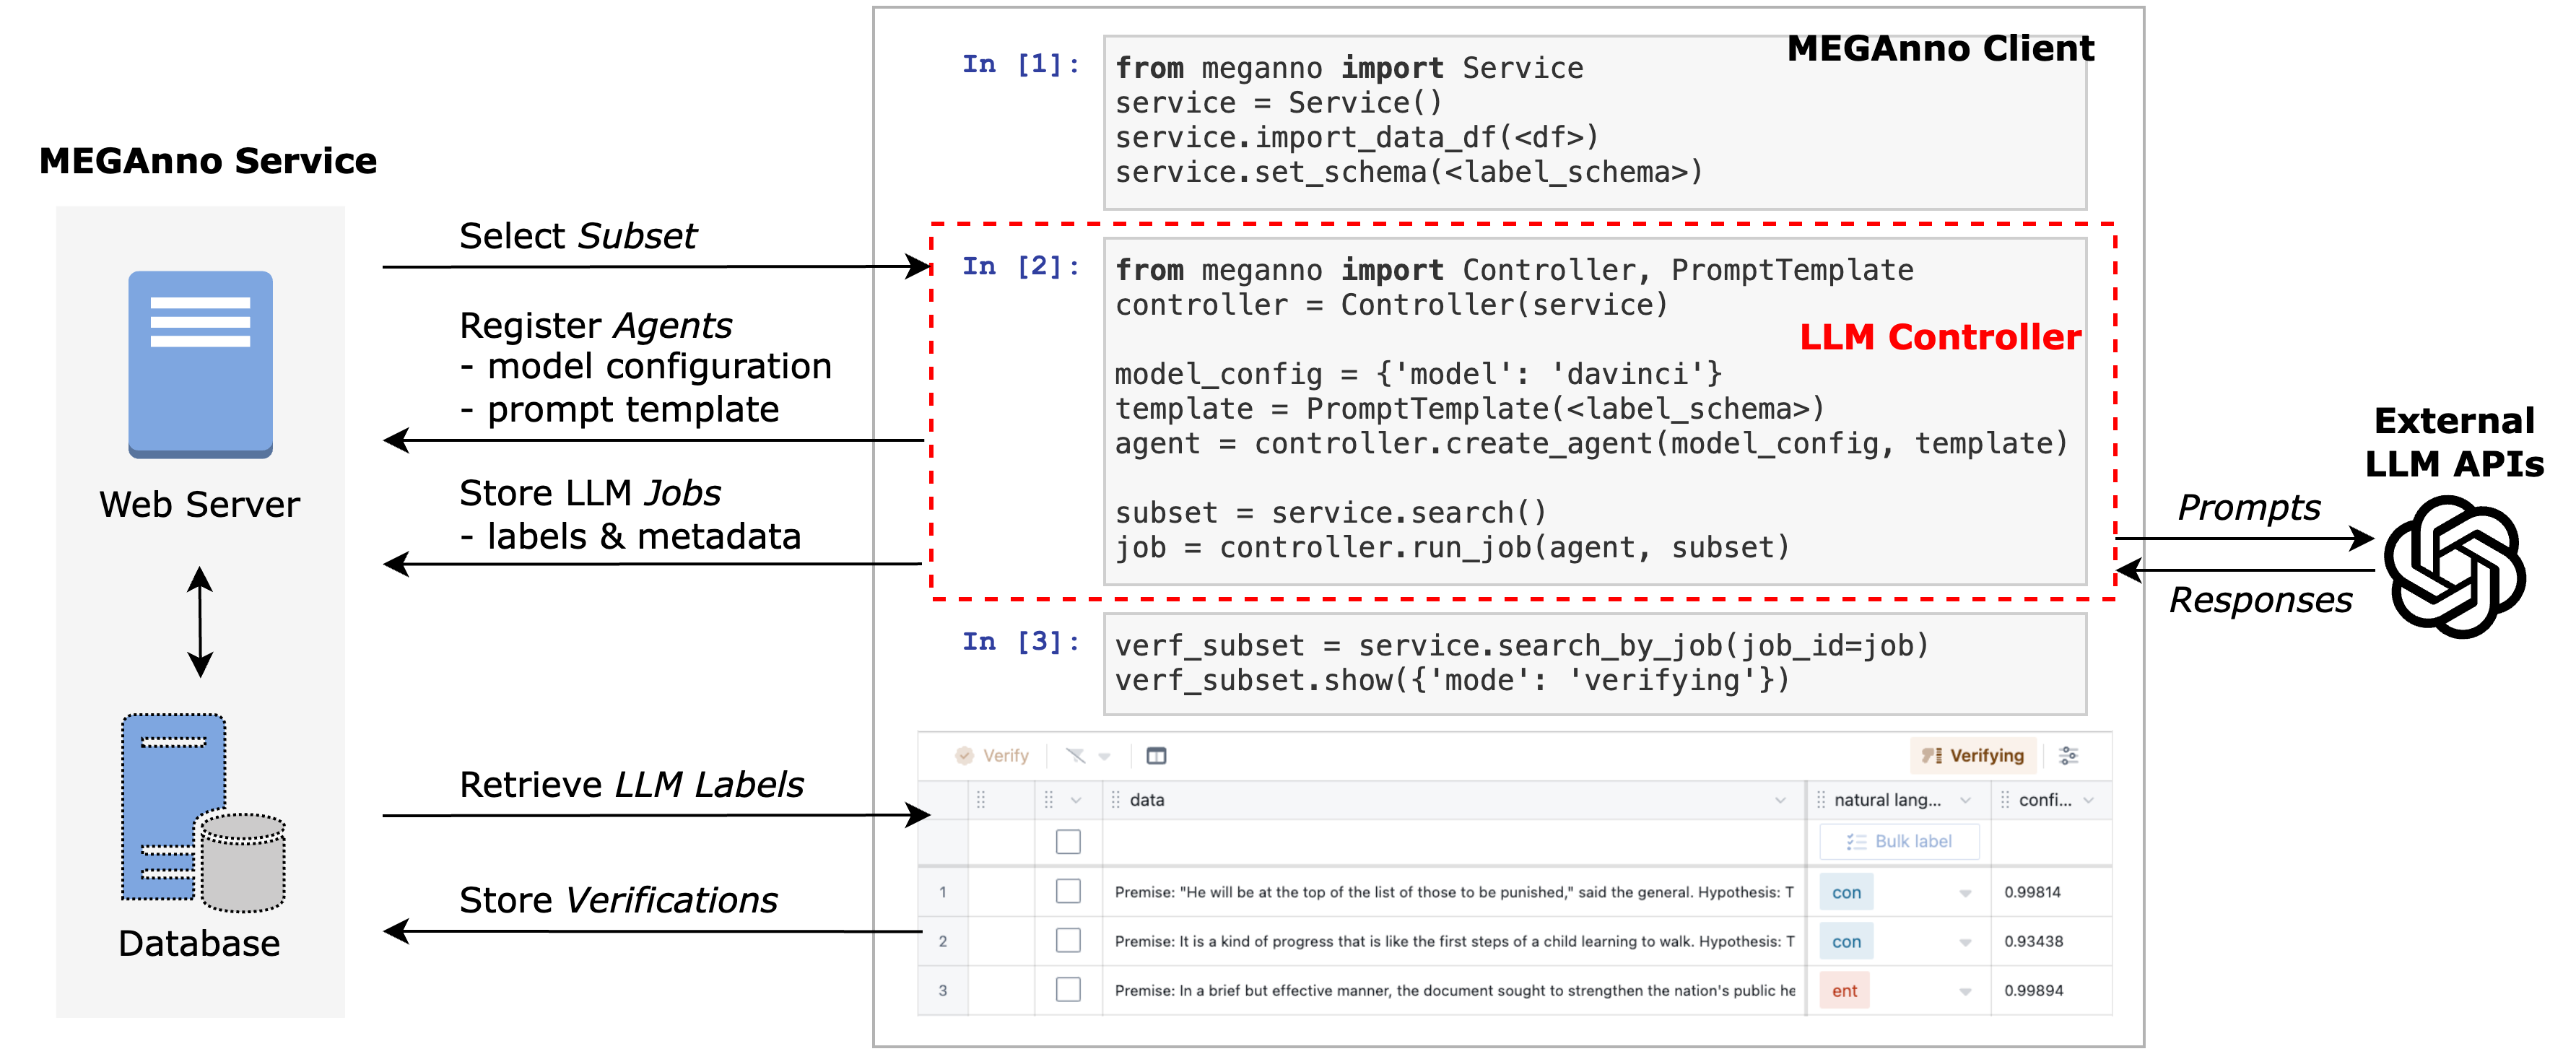 MEGAnno Service
Web Server
Database
Select Subset
Register Agents
- model configuration
- prompt template
Store LLM Jobs
- labels & metadata
Retrieve LLM Labels
Store Verifications
MEGAnno Client
In [1]:
from meganno import Service
service = Service()
service.import_data_df(<df>)
service.set_schema(<label_schema>)
In [2]:
from meganno import Controller, PromptTemplate
controller = Controller(service)
LLM Controller
model_config = {'model': 'davinci'}
template = PromptTemplate(<label_schema>)
agent = controller.create_agent(model_config, template)
subset = service.search()
job = controller.run_job(agent, subset)
In [3]:
verf_subset = service.search_by_job(job_id=job)
verf_subset.show({'mode': 'verifying'})
Verify
Verifying
data natural lang... confi...
Bulk label
1 Premise: "He will be at the top of the list of those to be punished," said the general. Hypothesis: T con 0.99814
2 Premise: It is a kind of progress that is like the first steps of a child learning to walk. Hypothesis: T con 0.93438
3 Premise: In a brief but effective manner, the document sought to strengthen the nation's public he ent 0.99894
External
LLM APIs
Prompts
Responses